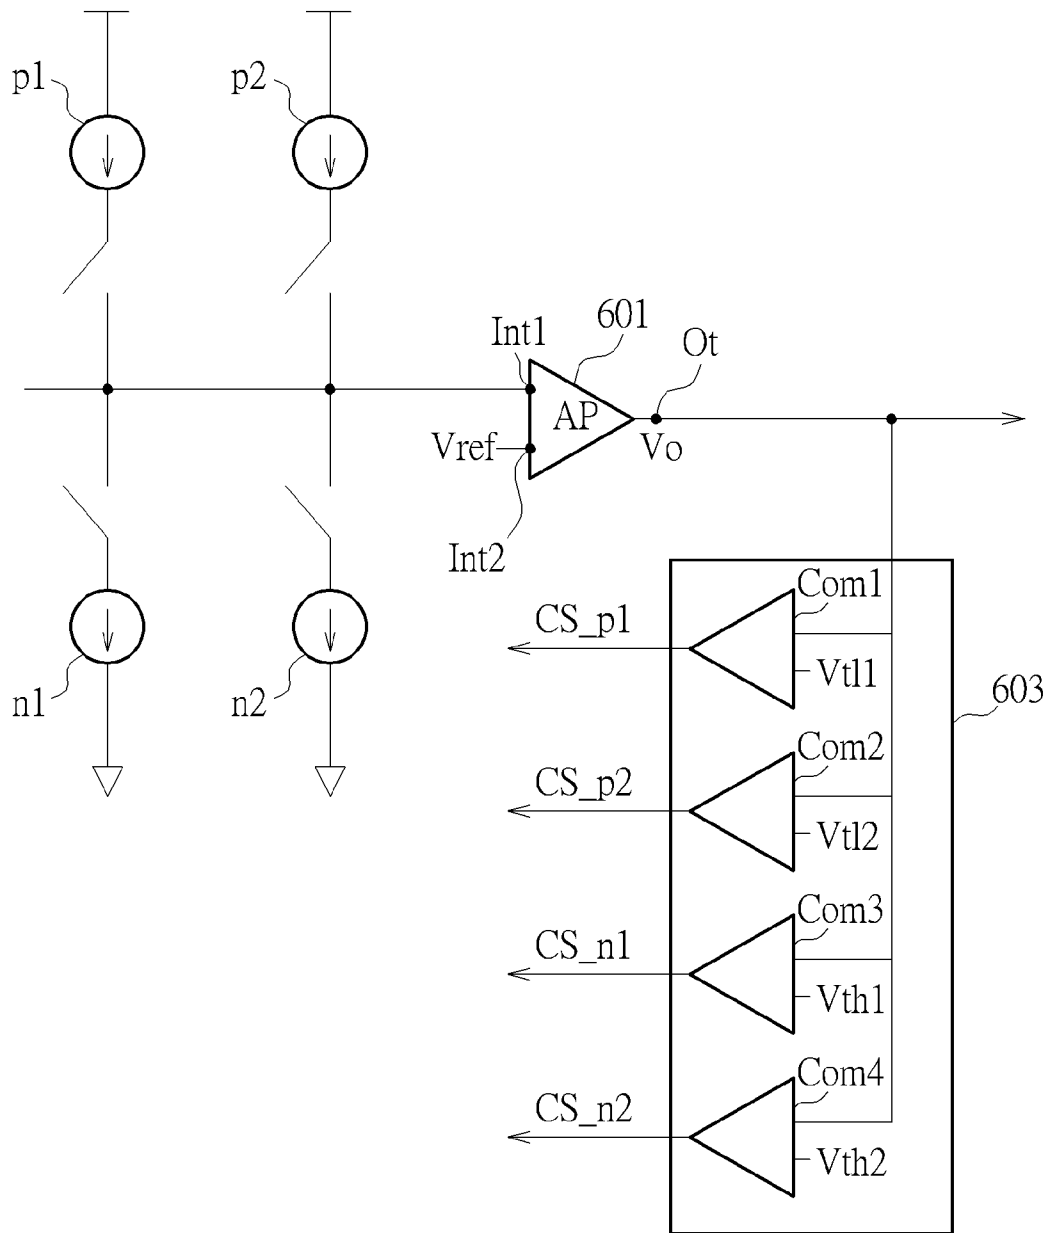 p1
p2
601
Int1
Ot
AP
Vref
Vo
Int2
Com1
CS_p1
Vtl1
n1
n2
603
Com2
CS_p2
Vtl2
Com3
CS_n1
Vth1
Com4
CS_n2
Vth2